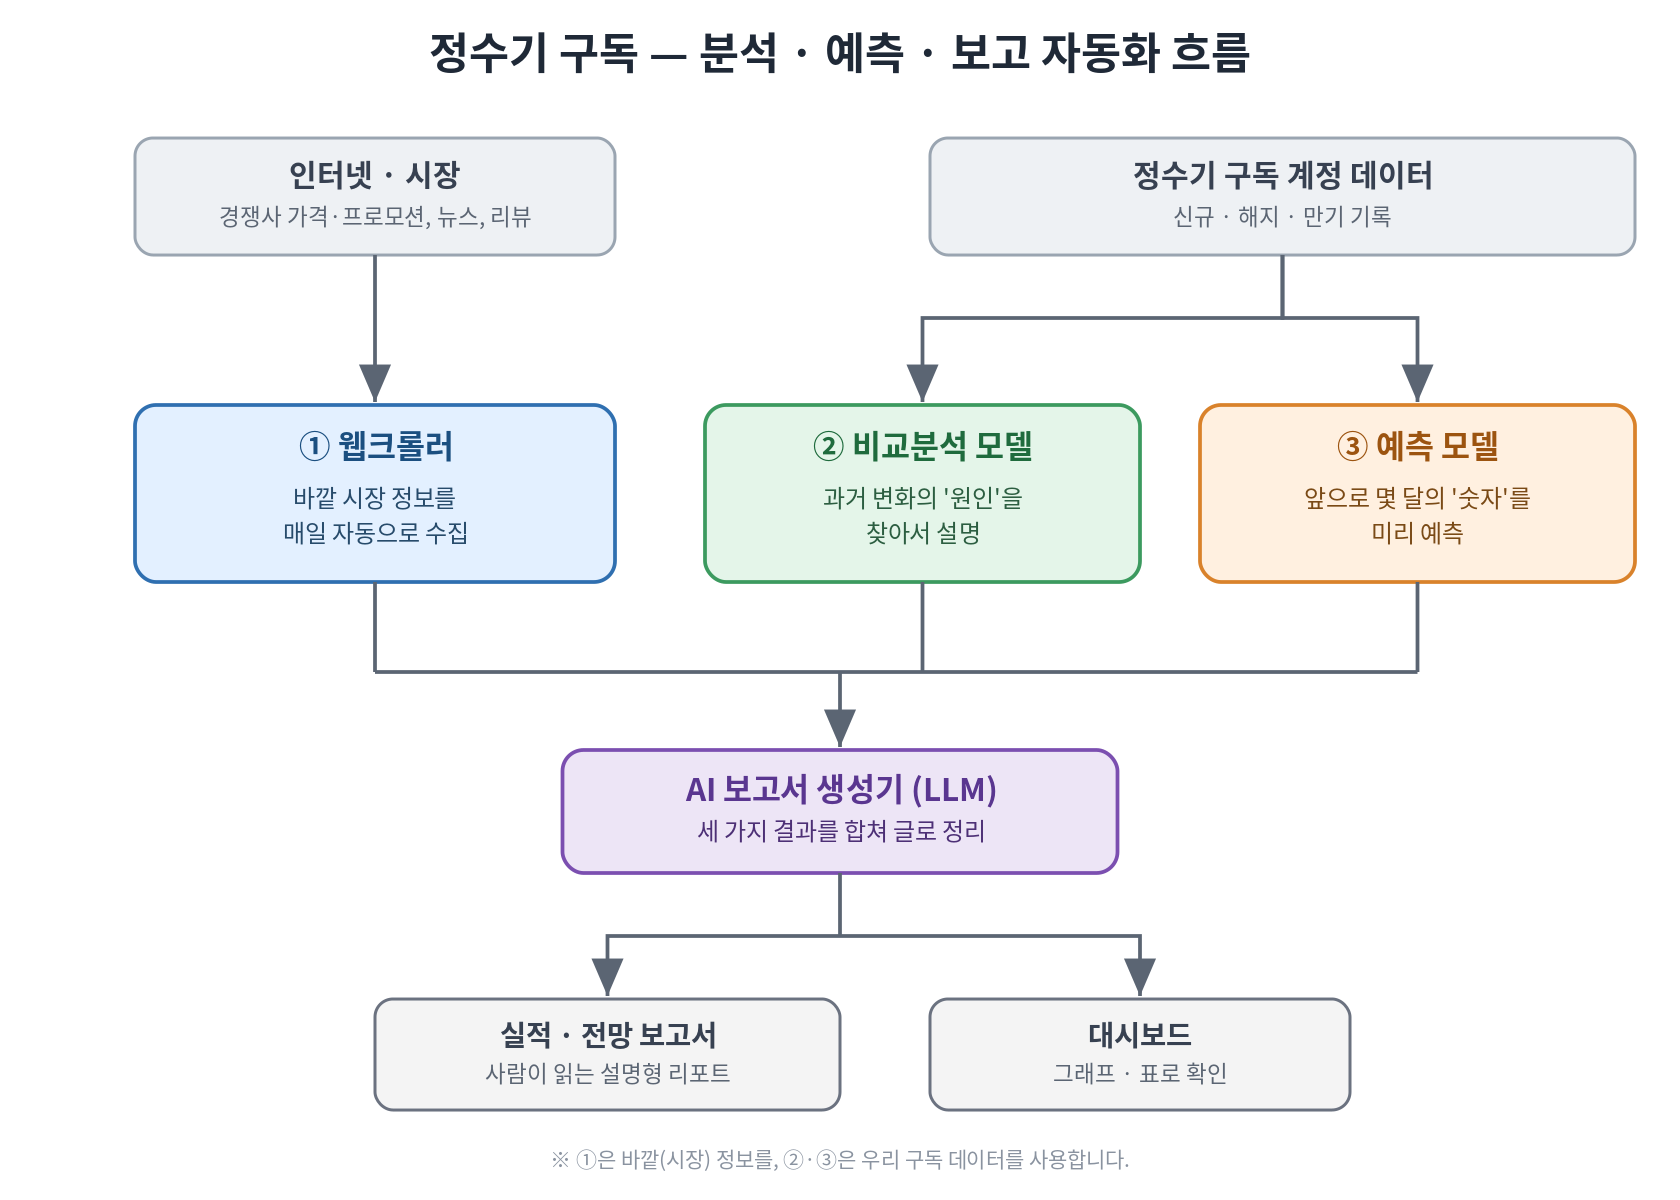 정수기 구독 — 분석 · 예측 · 보고 자동화 흐름
인터넷 · 시장
경쟁사 가격·프로모션, 뉴스, 리뷰
정수기 구독 계정 데이터
신규 · 해지 · 만기 기록
① 웹크롤러
바깥 시장 정보를
매일 자동으로 수집
② 비교분석 모델
과거 변화의 '원인'을
찾아서 설명
③ 예측 모델
앞으로 몇 달의 '숫자'를
미리 예측
AI 보고서 생성기 (LLM)
세 가지 결과를 합쳐 글로 정리
실적 · 전망 보고서
사람이 읽는 설명형 리포트
대시보드
그래프 · 표로 확인
※ ①은 바깥(시장) 정보를, ②·③은 우리 구독 데이터를 사용합니다.